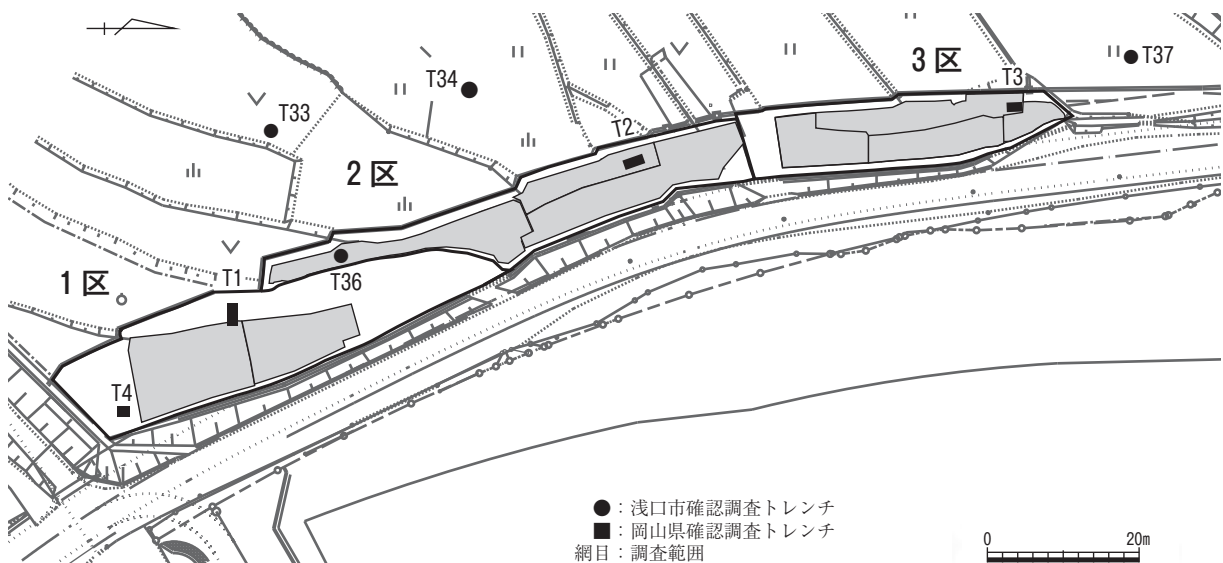 3区
T37
T3
T34
T33
T2
2区
1区
T1
T36
T4
●：浅口市確認調査トレンチ
■：岡山県確認調査トレンチ
網目：調査範囲
0 20m